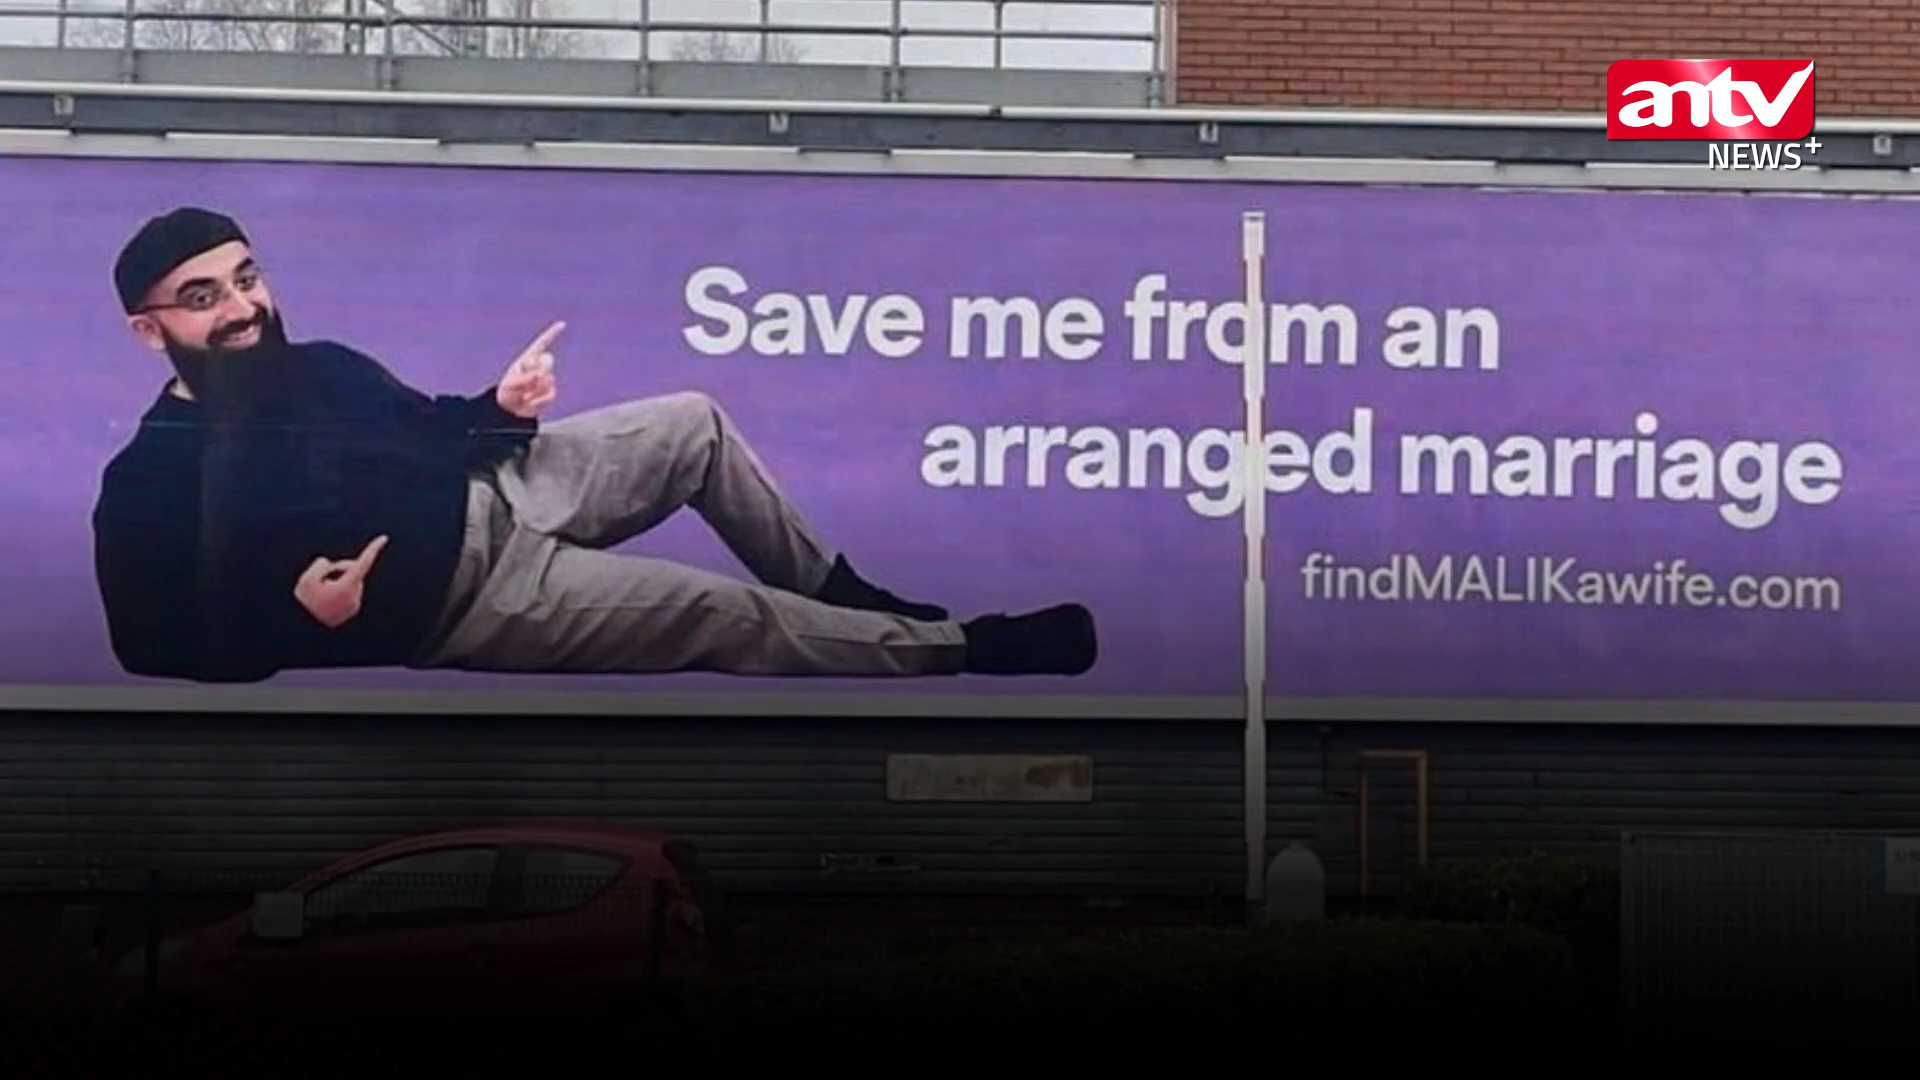 antv
NEWS+
Save me from an
arranged marriage
findMALIKawife.com